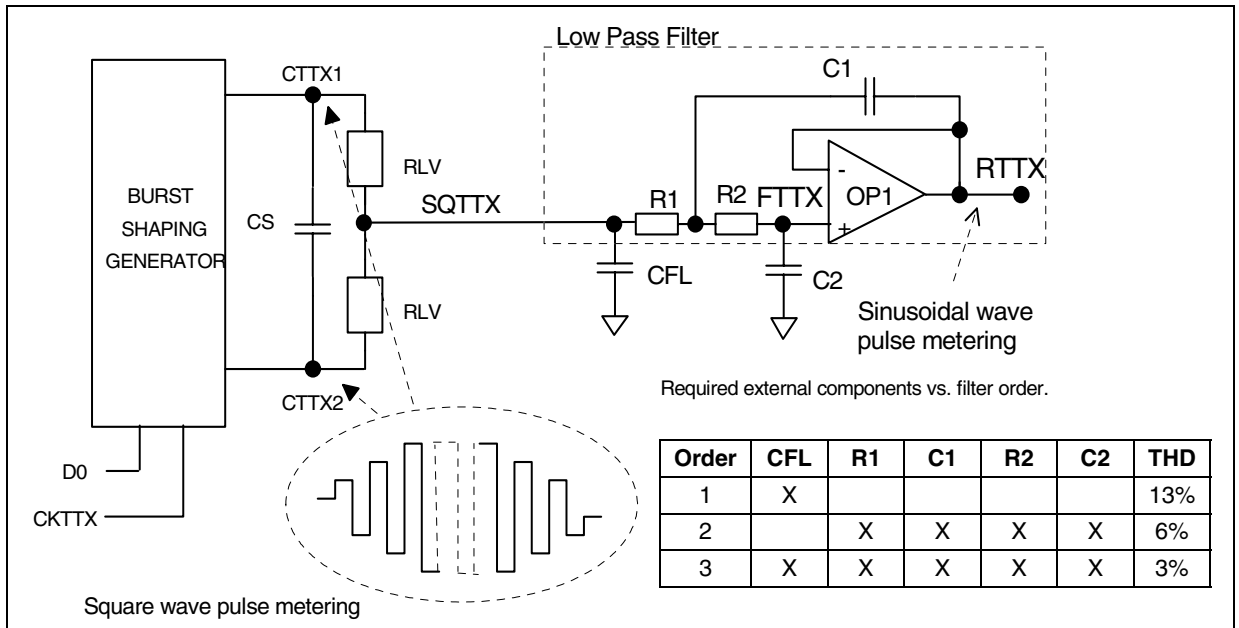 Low Pass Filter
C1
CTTX1
RLV
BURST
SHAPING
GENERATOR
CS
SQTTX
R1
R2
FTTX
-
+
OP1
RTTX
CFL
C2
RLV
CTTX2
Sinusoidal wave
pulse metering
Required external components vs. filter order.
D0
CKTTX
Square wave pulse metering
Order CFL R1 C1 R2 C2 THD
1 X 13%
2 X X X X 6%
3 X X X X X 3%